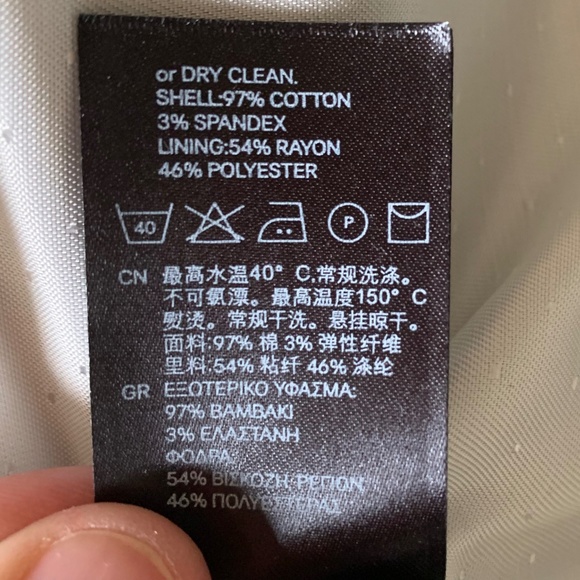 or DRY CLEAN.
SHELL:97% COTTON
3% SPANDEX
LINING:54% RAYON
46% POLYESTER
40 P
CN 最高水温40° C.常规洗涤。
不可氯漂。最高温度150° C
熨烫。常规干洗。悬挂晾干。
面料:97% 棉 3% 弹性纤维
里料:54% 粘纤 46% 涤纶
GR ΕΞΩΤΕΡΙΚΟ ΥΦΑΣΜΑ:
97% ΒΑΜΒΑΚΙ
3% ΕΛΑΣΤΑΝΗ
ΦΟΔΡΑ:
54% ΒΙΣΚΟΖΗ-ΡΕΓΙΟΝ
46% ΠΟΛΥΕΣΤΕΡΑΣ